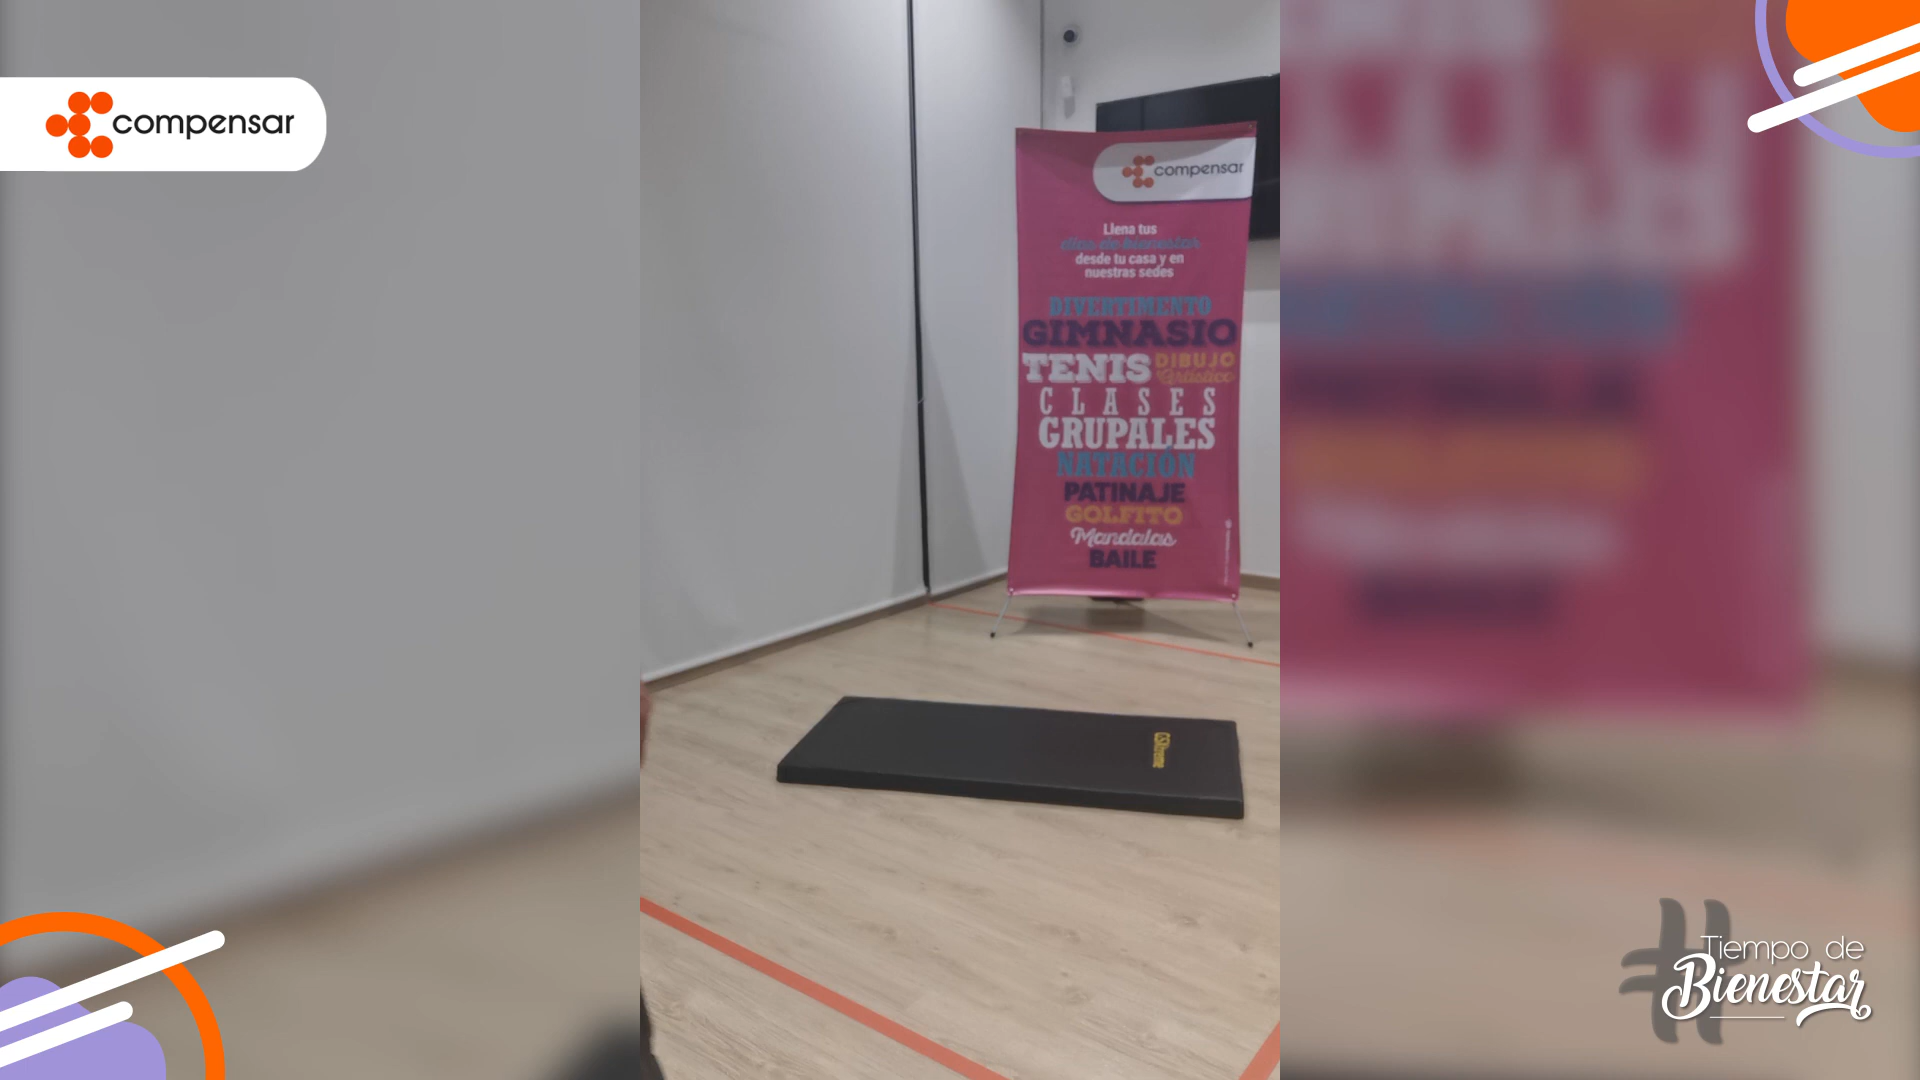 compensar
compensar
Llena tus
días de bienestar
desde tu casa y en
nuestras sedes
DIVERTIMENTO
GIMNASIO
TENIS DIBUJO
Artístico
CLASES
GRUPALES
NATACIÓN
PATINAJE
GOLFITO
Mandalas
BAILE
#Tiempo de
Bienestar